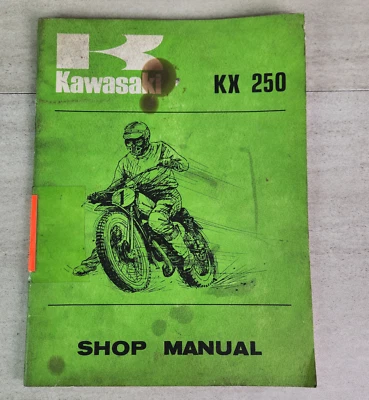 Kawasaki
KX 250
1
SHOP MANUAL